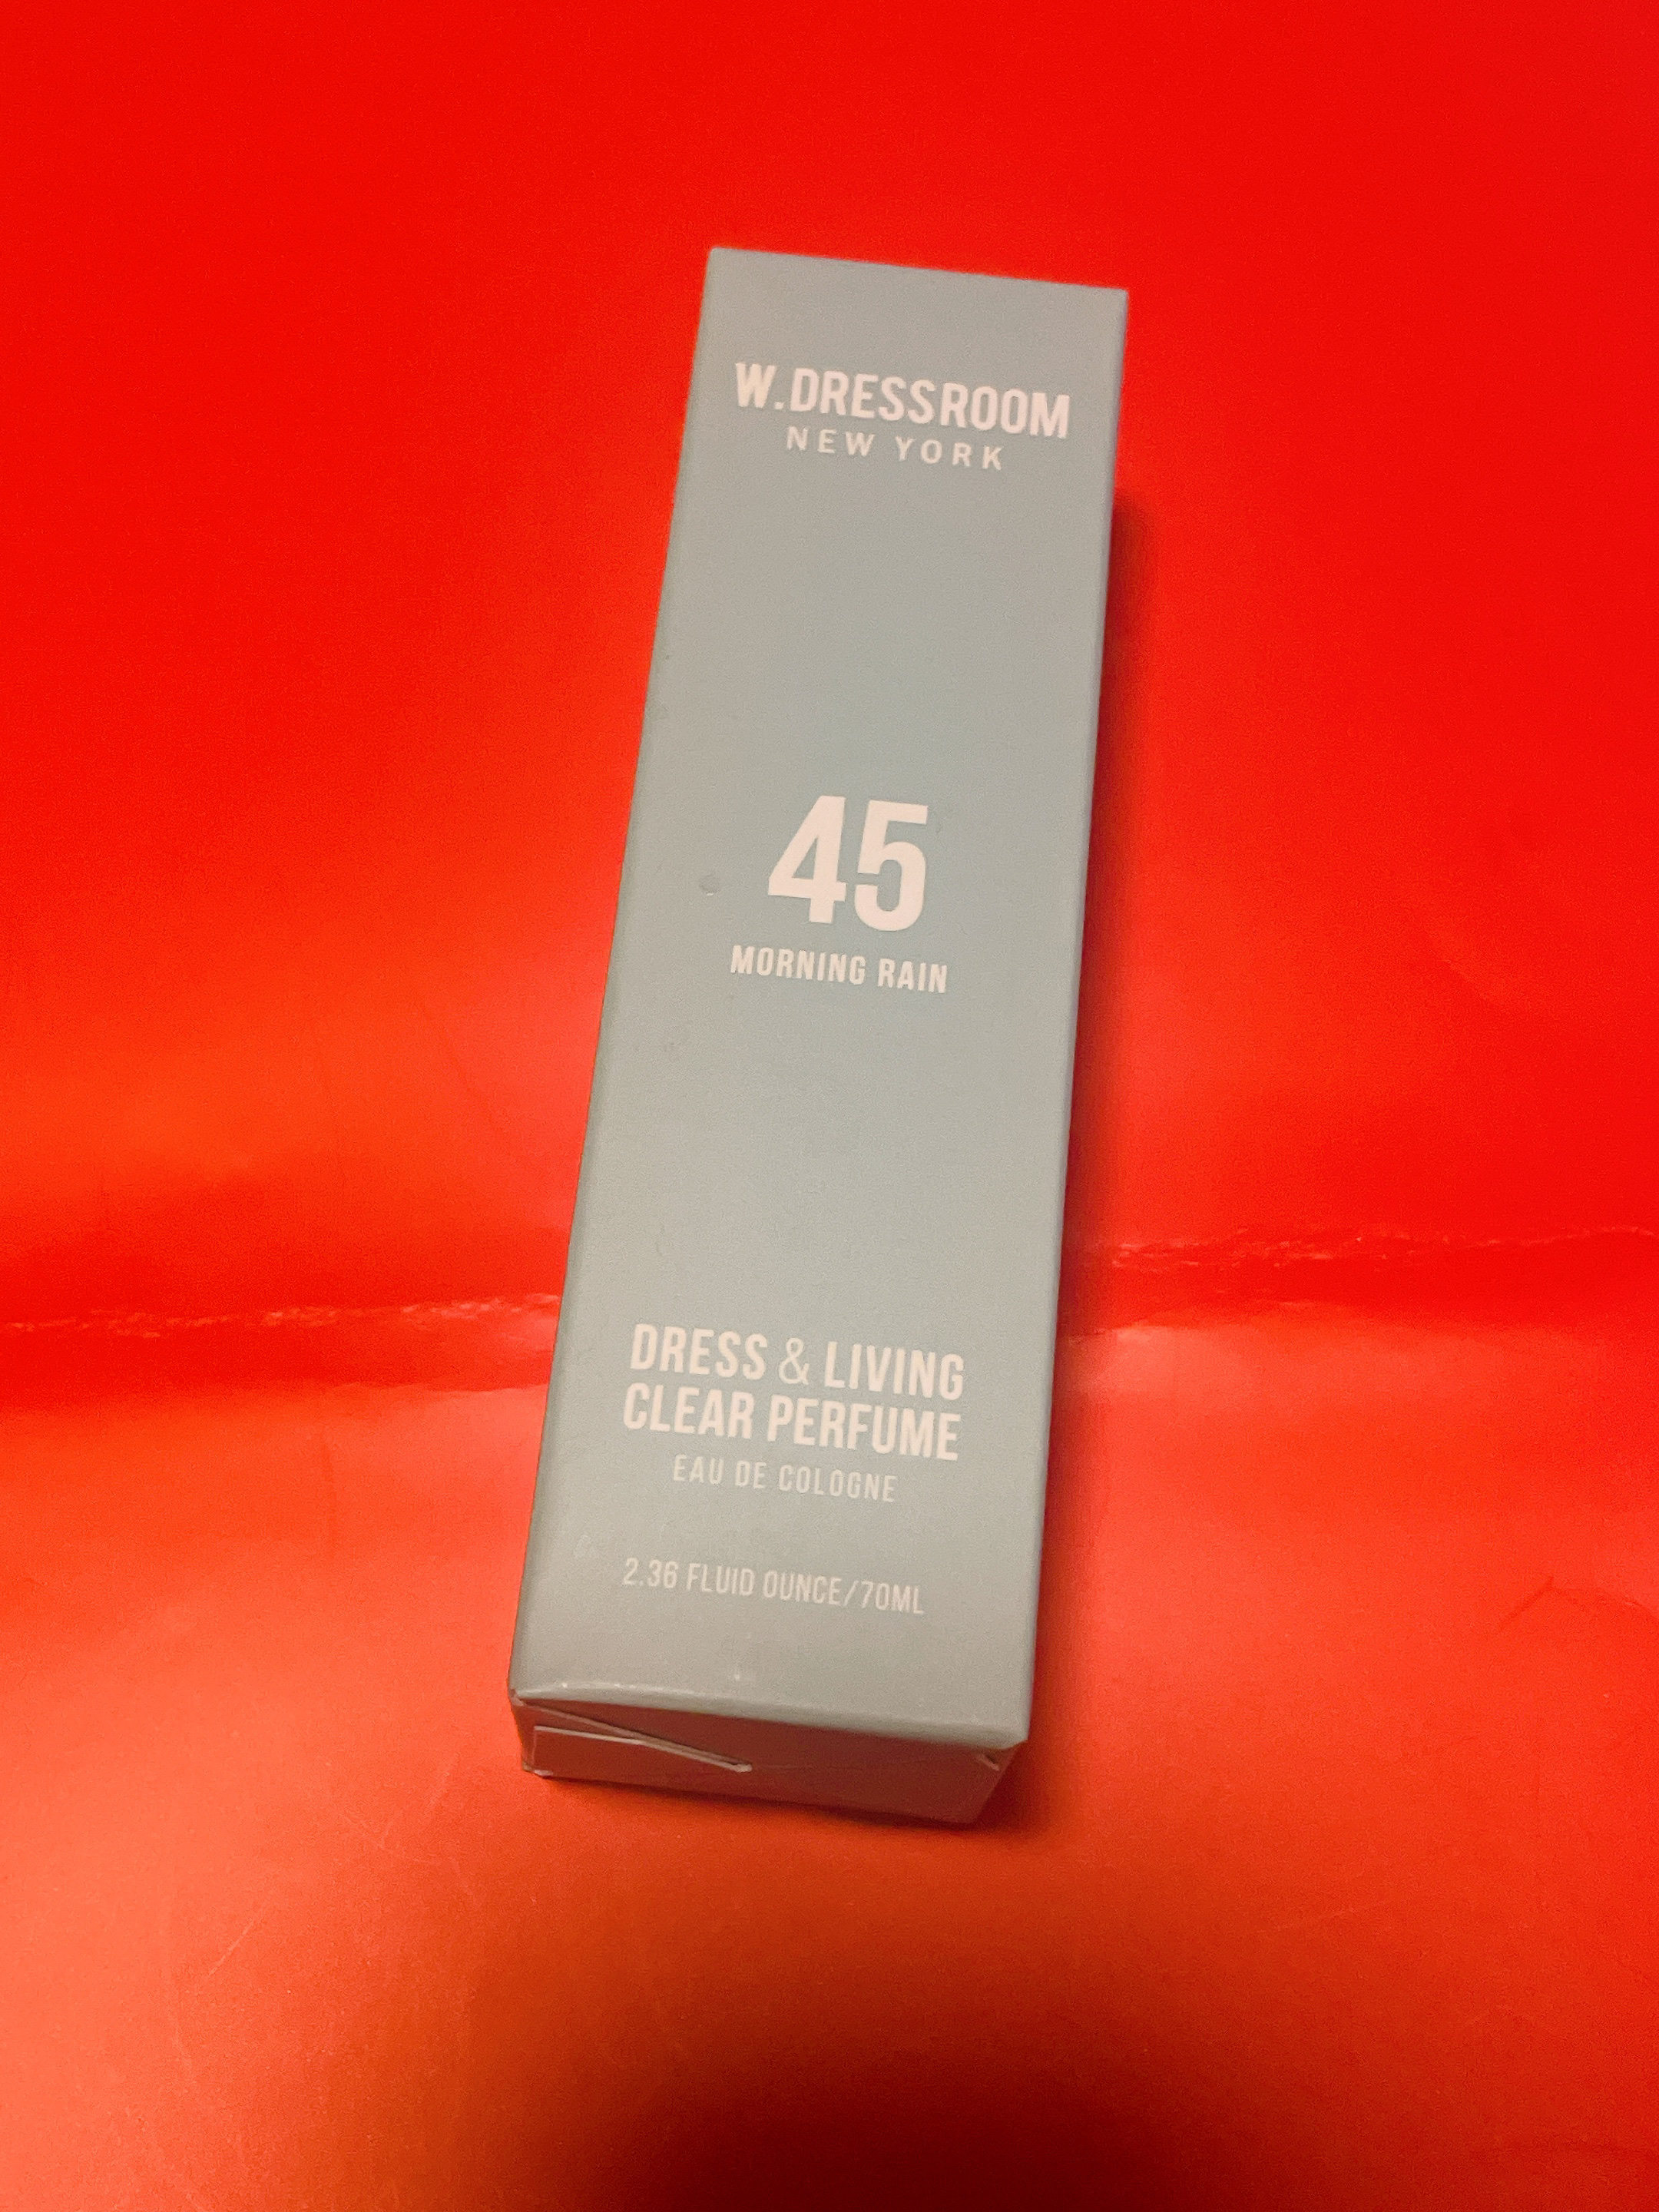 W.DRESSROOM
NEW YORK
45
MORNING RAIN
DRESS & LIVING
CLEAR PERFUME
EAU DE COLOGNE
2.36 FLUID OUNCE/70ML